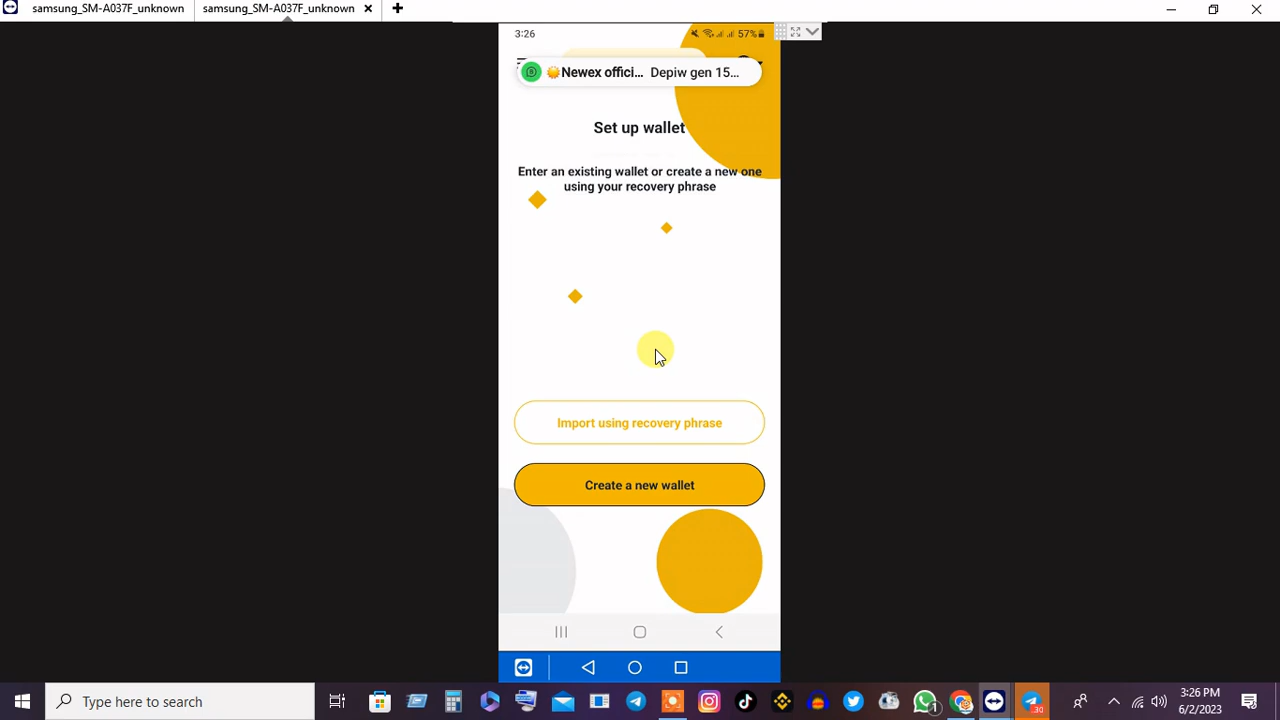 samsung_SM-A037F_unknown
samsung_SM-A037F_unknown
3:26
57%
Newex offici... Depiw gen 15...
Set up wallet
Enter an existing wallet or create a new one
using your recovery phrase
Import using recovery phrase
Create a new wallet
Type here to search
1
30
3:26 PM
6/2/2023